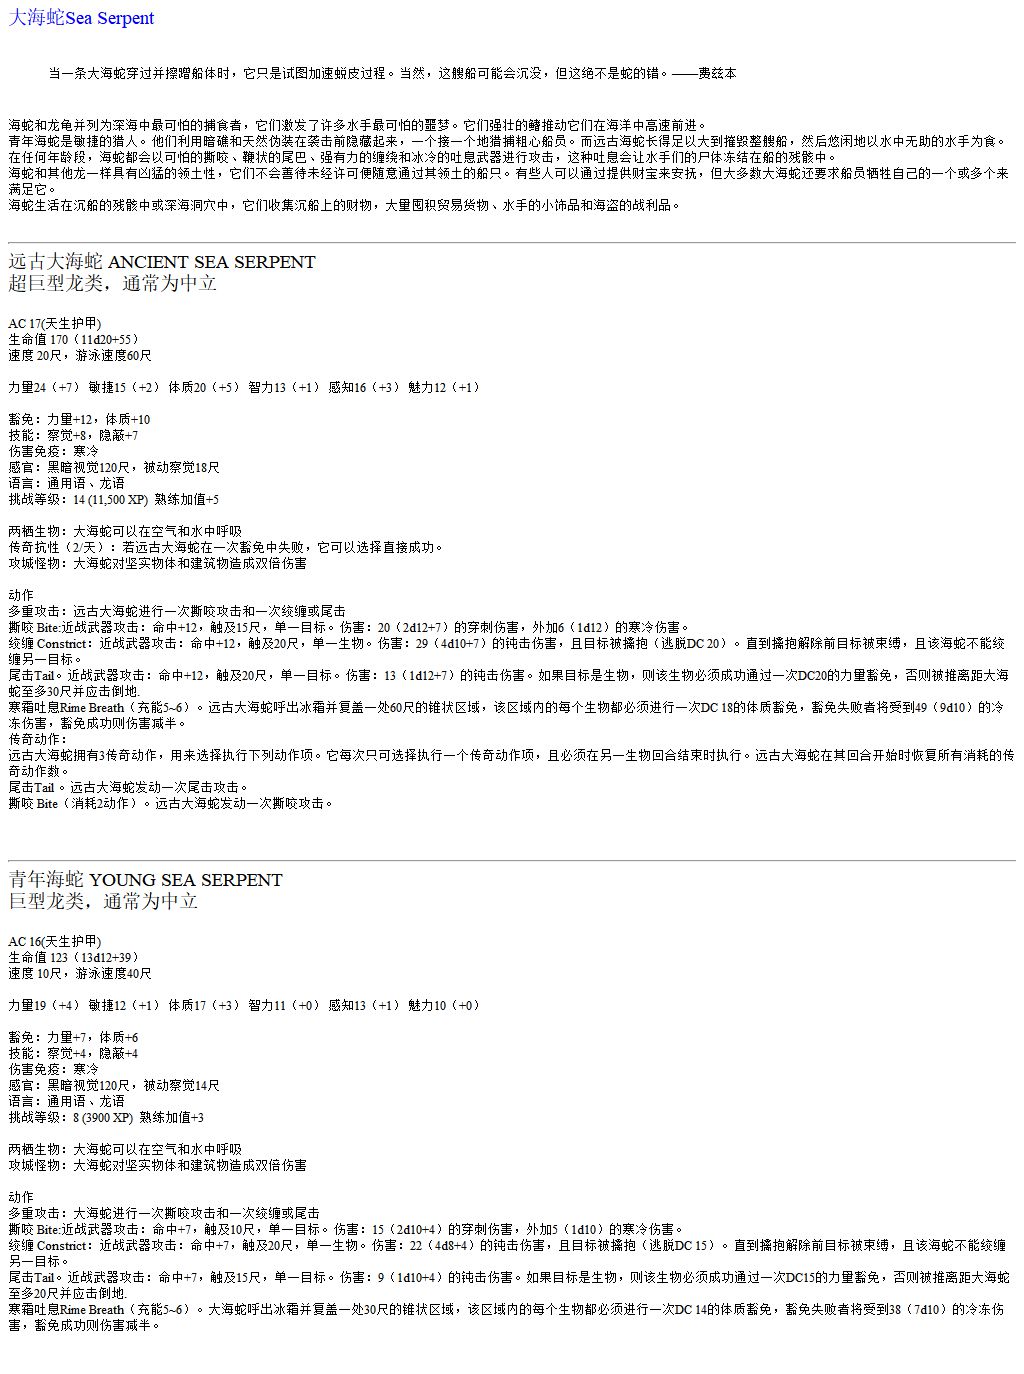 大海蛇Sea Serpent
当一条大海蛇穿过并擦蹭船体时，它只是试图加速蜕皮过程。当然，这艘船可能会沉没，但这绝不是蛇的错。——费兹本
海蛇和龙龟并列为深海中最可怕的捕食者，它们激发了许多水手最可怕的噩梦。它们强壮的鳍推动它们在海洋中高速前进。
青年海蛇是敏捷的猎人。他们利用暗礁和天然伪装在袭击前隐藏起来，一个接一个地猎捕粗心船员。而远古海蛇长得足以大到摧毁整艘船，然后悠闲地以水中无助的水手为食。
在任何年龄段，海蛇都会以可怕的撕咬、鞭状的尾巴、强有力的缠绕和冰冷的吐息武器进行攻击，这种吐息会让水手们的尸体冻结在船的残骸中。
海蛇和其他龙一样具有凶猛的领土性，它们不会善待未经许可便随意通过其领土的船只。有些人可以通过提供财宝来安抚，但大多数大海蛇还要求船员牺牲自己的一个或多个来
满足它。
海蛇生活在沉船的残骸中或深海洞穴中，它们收集沉船上的财物，大量囤积贸易货物、水手的小饰品和海盗的战利品。
远古大海蛇 ANCIENT SEA SERPENT
超巨型龙类，通常为中立
AC 17(天生护甲)
生命值 170（11d20+55）
速度 20尺，游泳速度60尺
力量24（+7） 敏捷15（+2） 体质20（+5） 智力13（+1） 感知16（+3） 魅力12（+1）
豁免：力量+12，体质+10
技能：察觉+8，隐蔽+7
伤害免疫：寒冷
感官：黑暗视觉120尺，被动察觉18尺
语言：通用语、龙语
挑战等级：14 (11,500 XP) 熟练加值+5
两栖生物：大海蛇可以在空气和水中呼吸
传奇抗性（2/天）：若远古大海蛇在一次豁免中失败，它可以选择直接成功。
攻城怪物：大海蛇对坚实物体和建筑物造成双倍伤害
动作
多重攻击：远古大海蛇进行一次撕咬攻击和一次绞缠或尾击
撕咬 Bite:近战武器攻击：命中+12，触及15尺，单一目标。伤害：20（2d12+7）的穿刺伤害，外加6（1d12）的寒冷伤害。
绞缠 Constrict：近战武器攻击：命中+12，触及20尺，单一生物。伤害：29（4d10+7）的钝击伤害，且目标被擒抱（逃脱DC 20）。直到擒抱解除前目标被束缚，且该海蛇不能绞
缠另一目标。
尾击Tail。近战武器攻击：命中+12，触及20尺，单一目标。伤害：13（1d12+7）的钝击伤害。如果目标是生物，则该生物必须成功通过一次DC20的力量豁免，否则被推离距大海
蛇至多30尺并应击倒地.
寒霜吐息Rime Breath（充能5~6）。远古大海蛇呼出冰霜并复盖一处60尺的锥状区域，该区域内的每个生物都必须进行一次DC 18的体质豁免，豁免失败者将受到49（9d10）的冷
冻伤害，豁免成功则伤害减半。
传奇动作：
远古大海蛇拥有3传奇动作，用来选择执行下列动作项。它每次只可选择执行一个传奇动作项，且必须在另一生物回合结束时执行。远古大海蛇在其回合开始时恢复所有消耗的传
奇动作数。
尾击Tail 。远古大海蛇发动一次尾击攻击。
撕咬 Bite（消耗2动作）。远古大海蛇发动一次撕咬攻击。
青年海蛇 YOUNG SEA SERPENT
巨型龙类，通常为中立
AC 16(天生护甲)
生命值 123（13d12+39）
速度 10尺，游泳速度40尺
力量19（+4） 敏捷12（+1） 体质17（+3） 智力11（+0） 感知13（+1） 魅力10（+0）
豁免：力量+7，体质+6
技能：察觉+4，隐蔽+4
伤害免疫：寒冷
感官：黑暗视觉120尺，被动察觉14尺
语言：通用语、龙语
挑战等级：8 (3900 XP) 熟练加值+3
两栖生物：大海蛇可以在空气和水中呼吸
攻城怪物：大海蛇对坚实物体和建筑物造成双倍伤害
动作
多重攻击：大海蛇进行一次撕咬攻击和一次绞缠或尾击
撕咬 Bite:近战武器攻击：命中+7，触及10尺，单一目标。伤害：15（2d10+4）的穿刺伤害，外加5（1d10）的寒冷伤害。
绞缠 Constrict：近战武器攻击：命中+7，触及20尺，单一生物。伤害：22（4d8+4）的钝击伤害，且目标被擒抱（逃脱DC 15）。直到擒抱解除前目标被束缚，且该海蛇不能绞缠
另一目标。
尾击Tail。近战武器攻击：命中+7，触及15尺，单一目标。伤害：9（1d10+4）的钝击伤害。如果目标是生物，则该生物必须成功通过一次DC15的力量豁免，否则被推离距大海蛇
至多20尺并应击倒地.
寒霜吐息Rime Breath（充能5~6）。大海蛇呼出冰霜并复盖一处30尺的锥状区域，该区域内的每个生物都必须进行一次DC 14的体质豁免，豁免失败者将受到38（7d10）的冷冻伤
害，豁免成功则伤害减半。